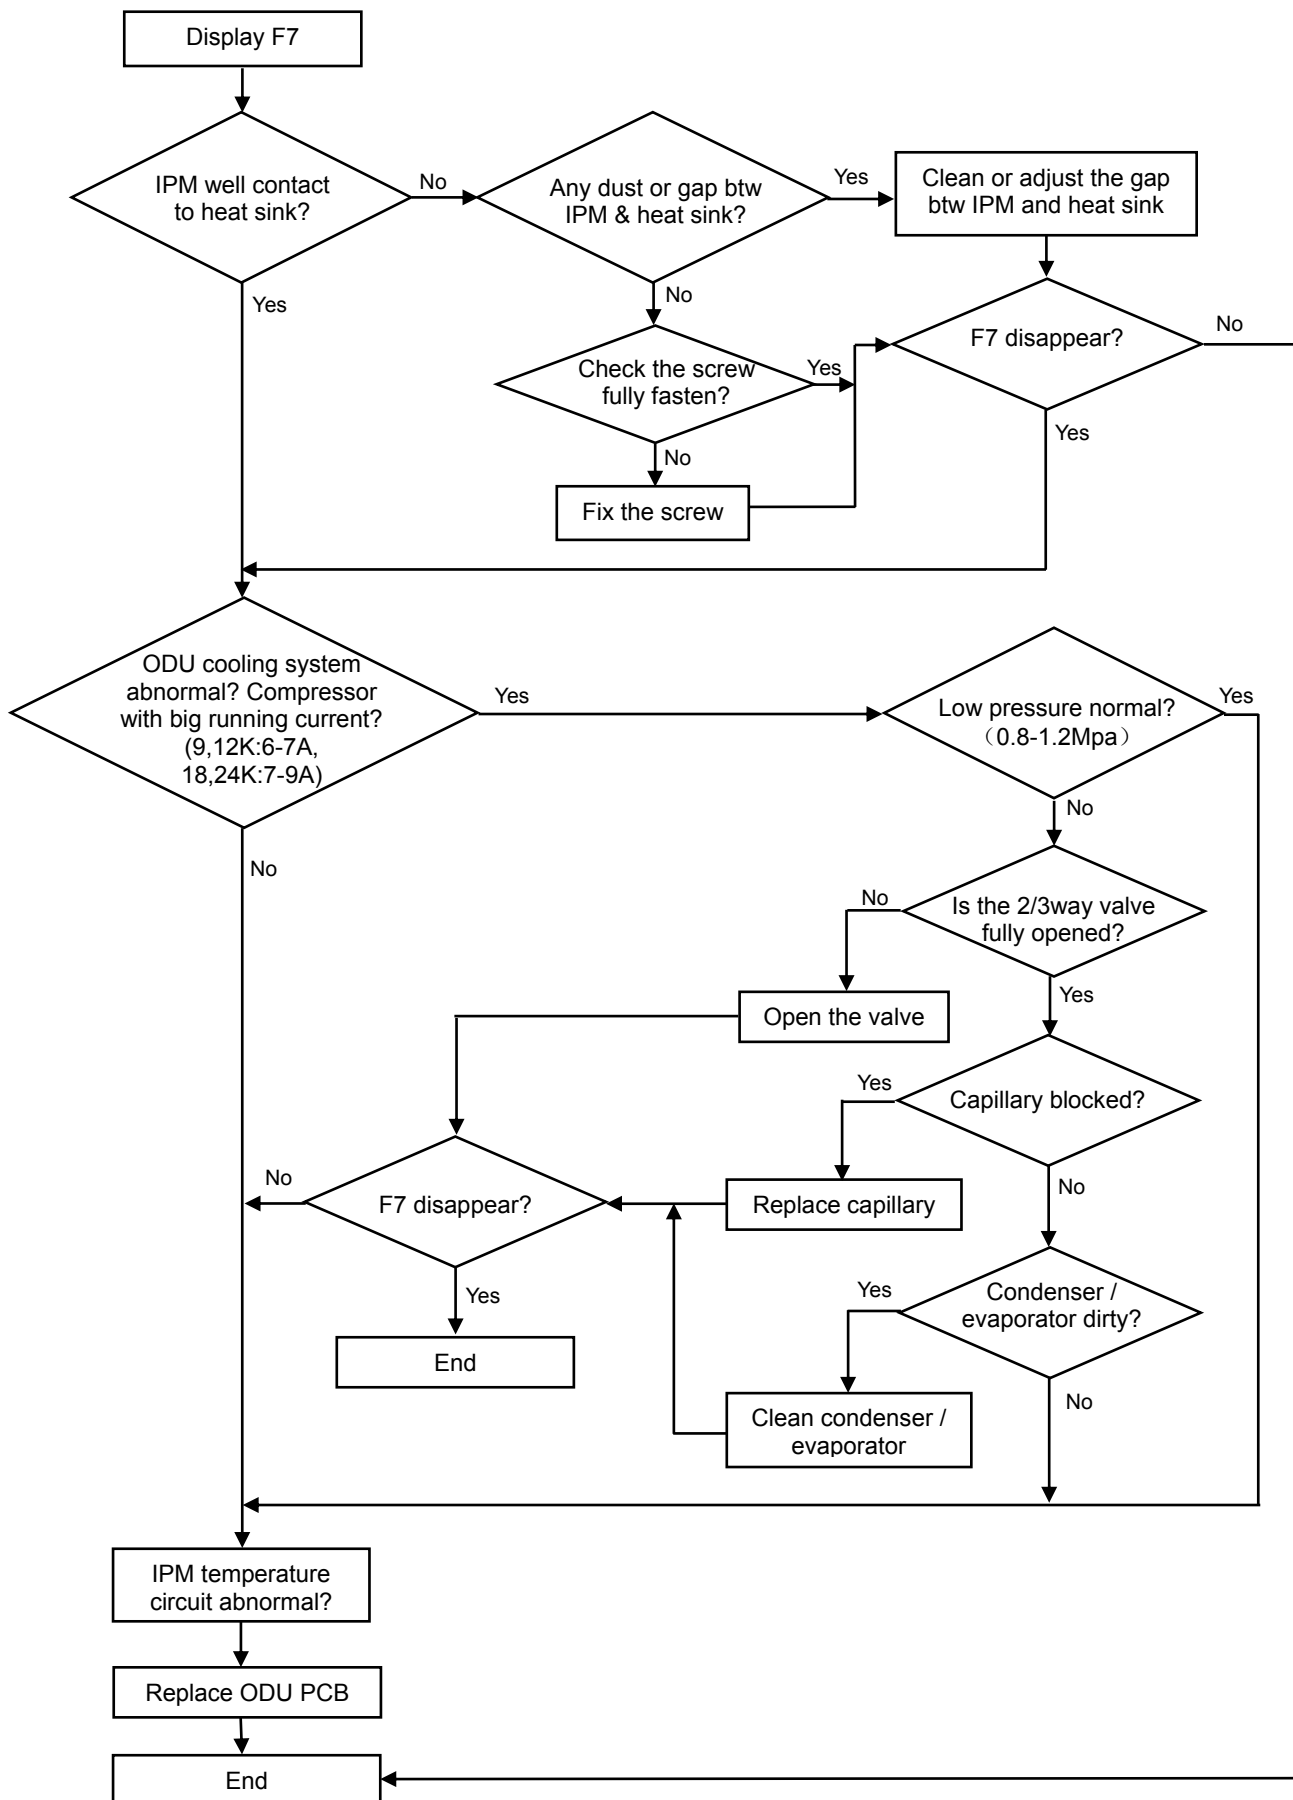 Display F7
IPM well contact
to heat sink?
No
Any dust or gap btw
IPM & heat sink?
Yes
Clean or adjust the gap
btw IPM and heat sink
Yes
No
F7 disappear?
No
Check the screw
fully fasten?
Yes
Yes
No
Fix the screw
ODU cooling system
abnormal? Compressor
with big running current?
(9,12K:6-7A,
18,24K:7-9A)
Yes
Low pressure normal?
（0.8-1.2Mpa）
Yes
No
No
Is the 2/3way valve
fully opened?
No
Yes
Open the valve
Capillary blocked?
Yes
No
Replace capillary
F7 disappear?
No
Yes
End
Condenser /
evaporator dirty?
Yes
No
Clean condenser /
evaporator
IPM temperature
circuit abnormal?
Replace ODU PCB
End